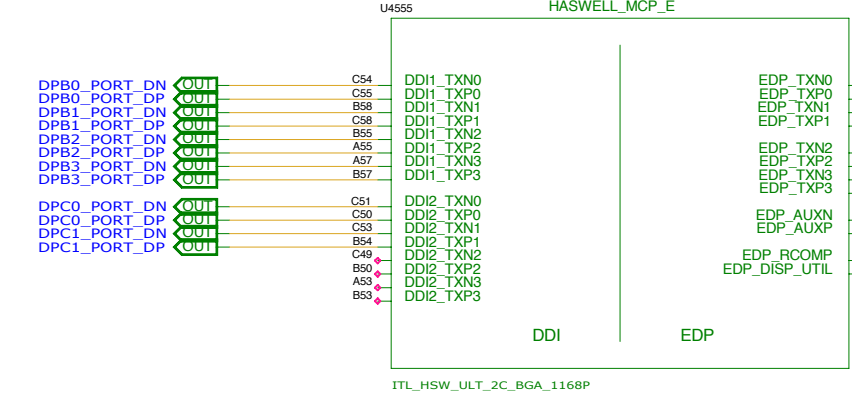 U4555 HASWELL_MCP_E
DPB0_PORT_DN OUT C54 DDI1_TXN0 EDP_TXN0
DPB0_PORT_DP OUT C55 DDI1_TXP0 EDP_TXP0
DPB1_PORT_DN OUT B58 DDI1_TXN1 EDP_TXN1
DPB1_PORT_DP OUT C58 DDI1_TXP1 EDP_TXP1
DPB2_PORT_DN OUT B55 DDI1_TXN2
DPB2_PORT_DP OUT A55 DDI1_TXP2 EDP_TXN2
DPB3_PORT_DN OUT A57 DDI1_TXN3 EDP_TXP2
DPB3_PORT_DP OUT B57 DDI1_TXP3 EDP_TXN3
EDP_TXP3
DPC0_PORT_DN OUT C51 DDI2_TXN0
DPC0_PORT_DP OUT C50 DDI2_TXP0 EDP_AUXN
DPC1_PORT_DN OUT C53 DDI2_TXN1 EDP_AUXP
DPC1_PORT_DP OUT B54 DDI2_TXP1
C49 DDI2_TXN2 EDP_RCOMP
B50 DDI2_TXP2 EDP_DISP_UTIL
A53 DDI2_TXN3
B53 DDI2_TXP3
DDI EDP
ITL_HSW_ULT_2C_BGA_1168P